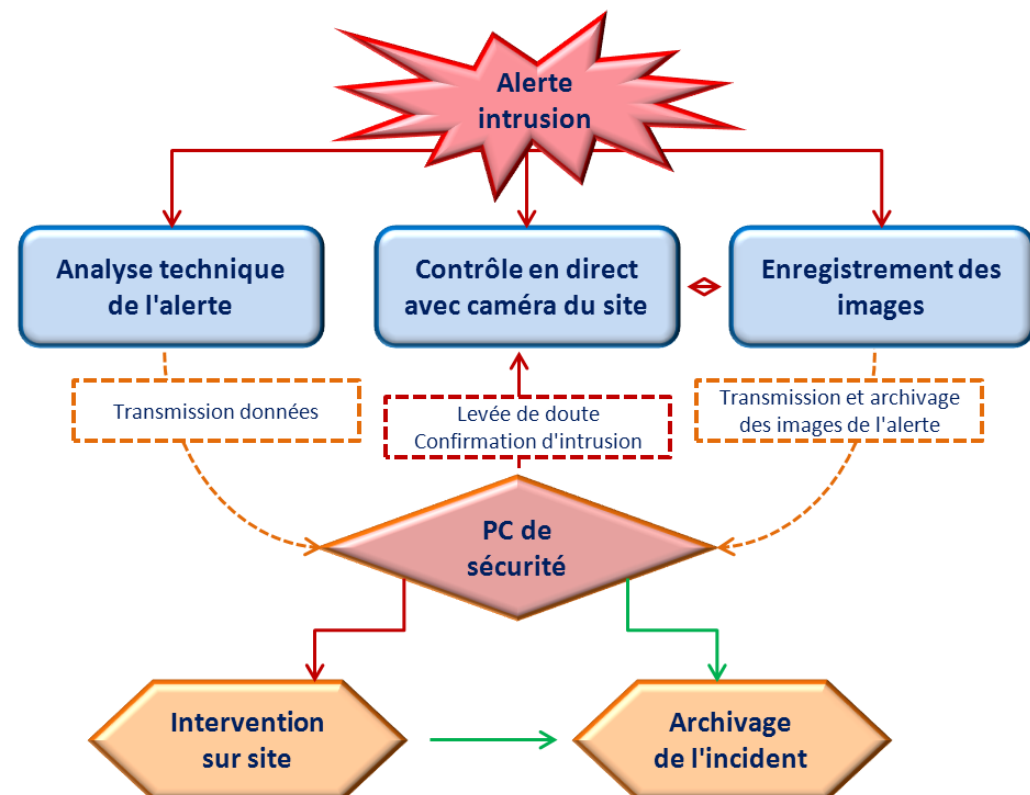 Alerte
intrusion
Analyse technique
de l'alerte
Contrôle en direct
avec caméra du site
Enregistrement des
images
Transmission données
Levée de doute
Confirmation d'intrusion
Transmission et archivage
des images de l'alerte
PC de
sécurité
Intervention
sur site
Archivage
de l'incident